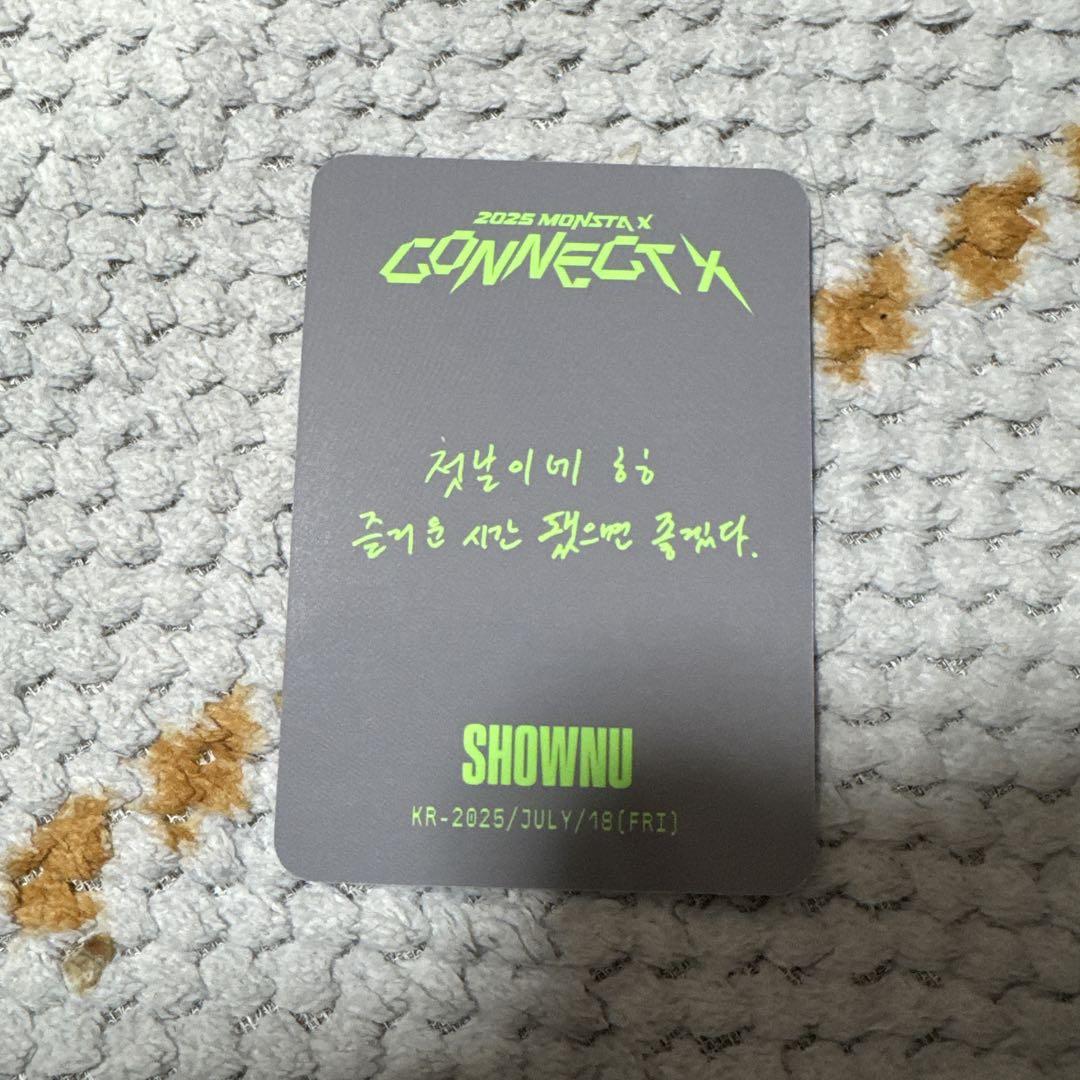 2025 MONSTA X
CONNECT X
첫날이네 ㅎㅎ
즐거운 시간 됐으면 좋겠다.
SHOWNU
KR-2025/JULY/18(FRI)